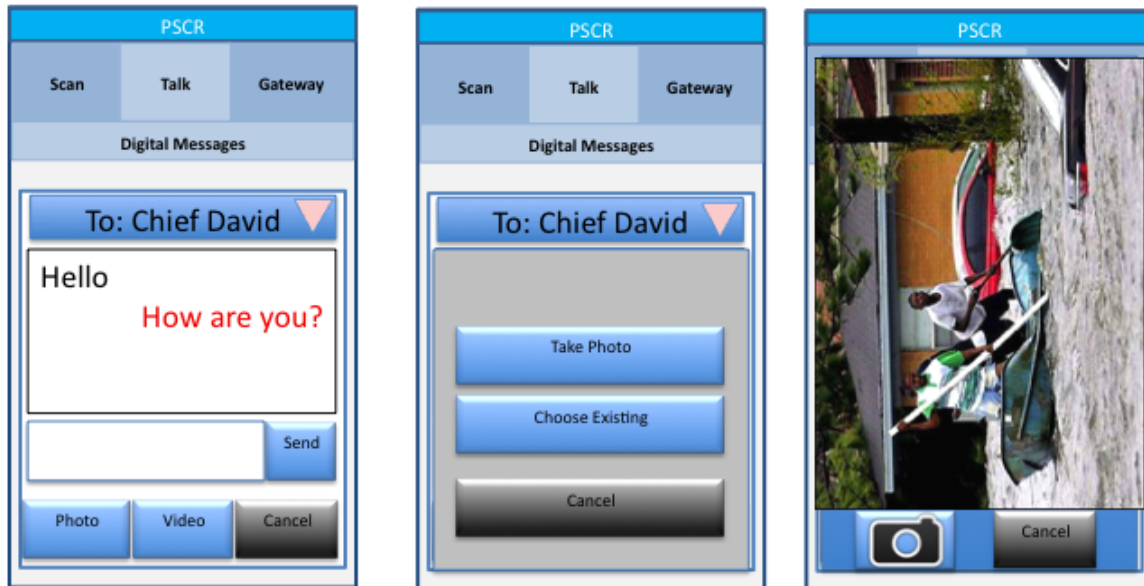 PSCR
Scan Talk Gateway
Digital Messages
To: Chief David
Hello
How are you?
Send
Photo Video Cancel
PSCR
Scan Talk Gateway
Digital Messages
To: Chief David
Take Photo
Choose Existing
Cancel
PSCR
Cancel